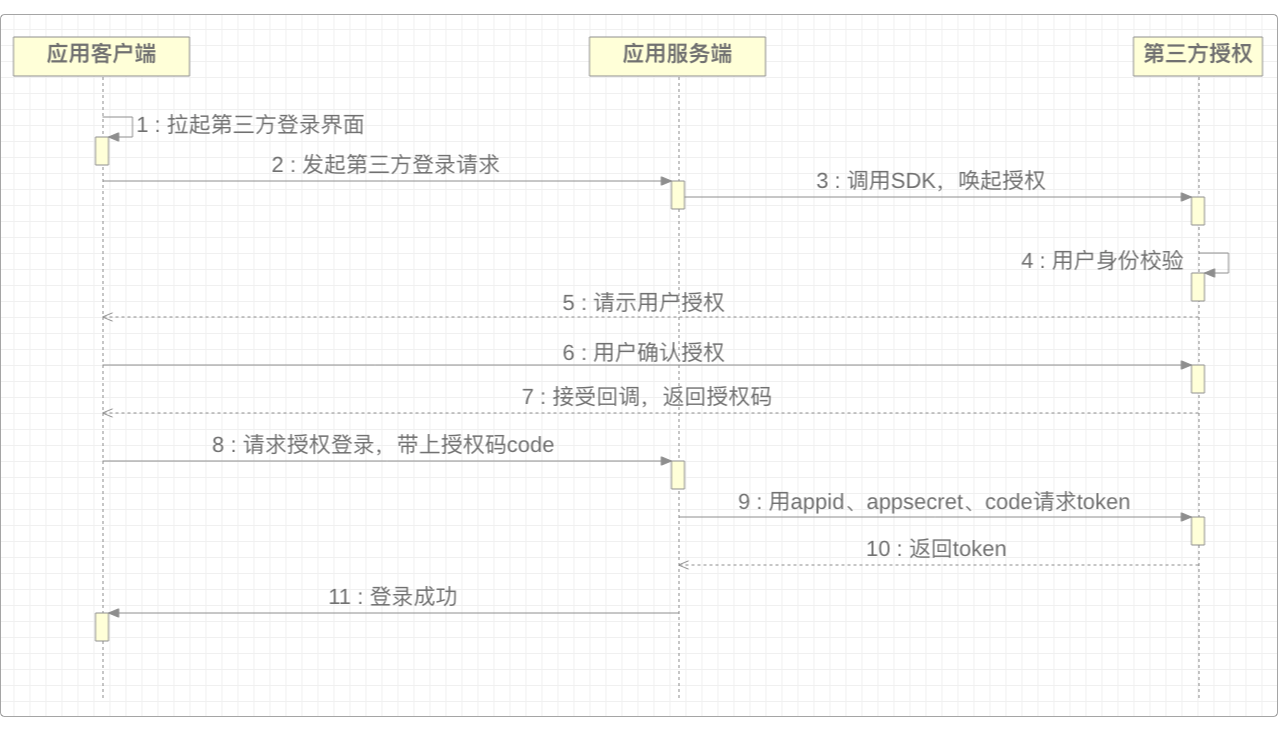 应用客户端
应用服务端
第三方授权
1 : 拉起第三方登录界面
2 : 发起第三方登录请求
3 : 调用SDK，唤起授权
4 : 用户身份校验
5 : 请示用户授权
6 : 用户确认授权
7 : 接受回调，返回授权码
8 : 请求授权登录，带上授权码code
9 : 用appid、appsecret、code请求token
10 : 返回token
11 : 登录成功